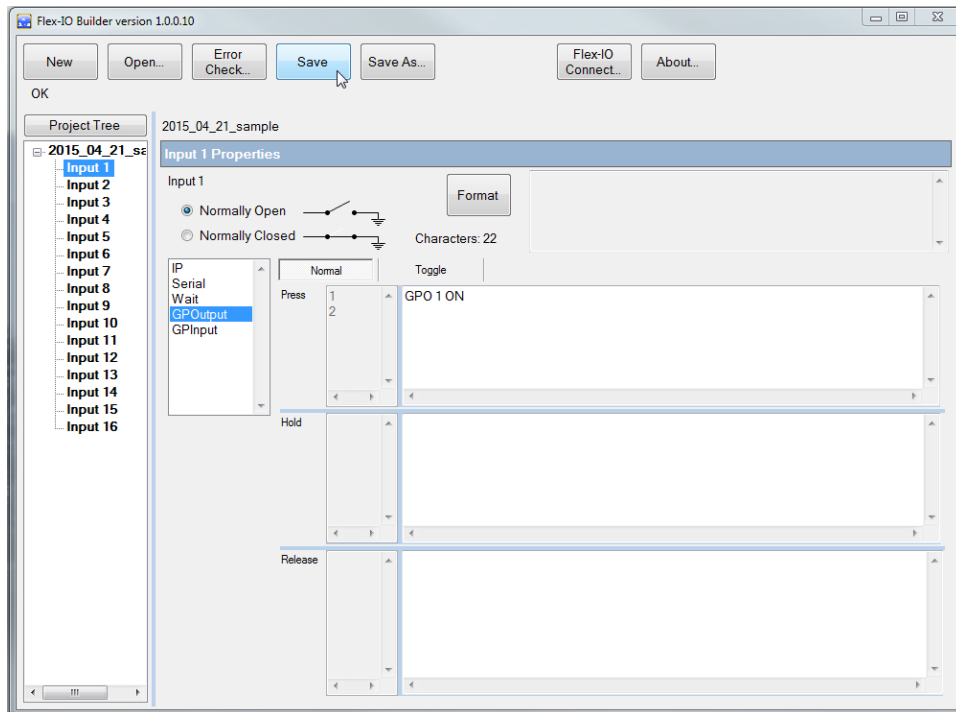 Flex-IO Builder version 1.0.0.10
New
Open...
Error
Check...
Save
Save As...
Flex-IO
Connect...
About...
OK
Project Tree
2015_04_21_sample
2015_04_21_sa
Input 1
Input 2
Input 3
Input 4
Input 5
Input 6
Input 7
Input 8
Input 9
Input 10
Input 11
Input 12
Input 13
Input 14
Input 15
Input 16
Input 1 Properties
Input 1
Normally Open
Normally Closed
Format
Characters: 22
IP
Serial
Wait
GPOutput
GPInput
Normal
Toggle
Press
1
2
GPO 1 ON
Hold
Release